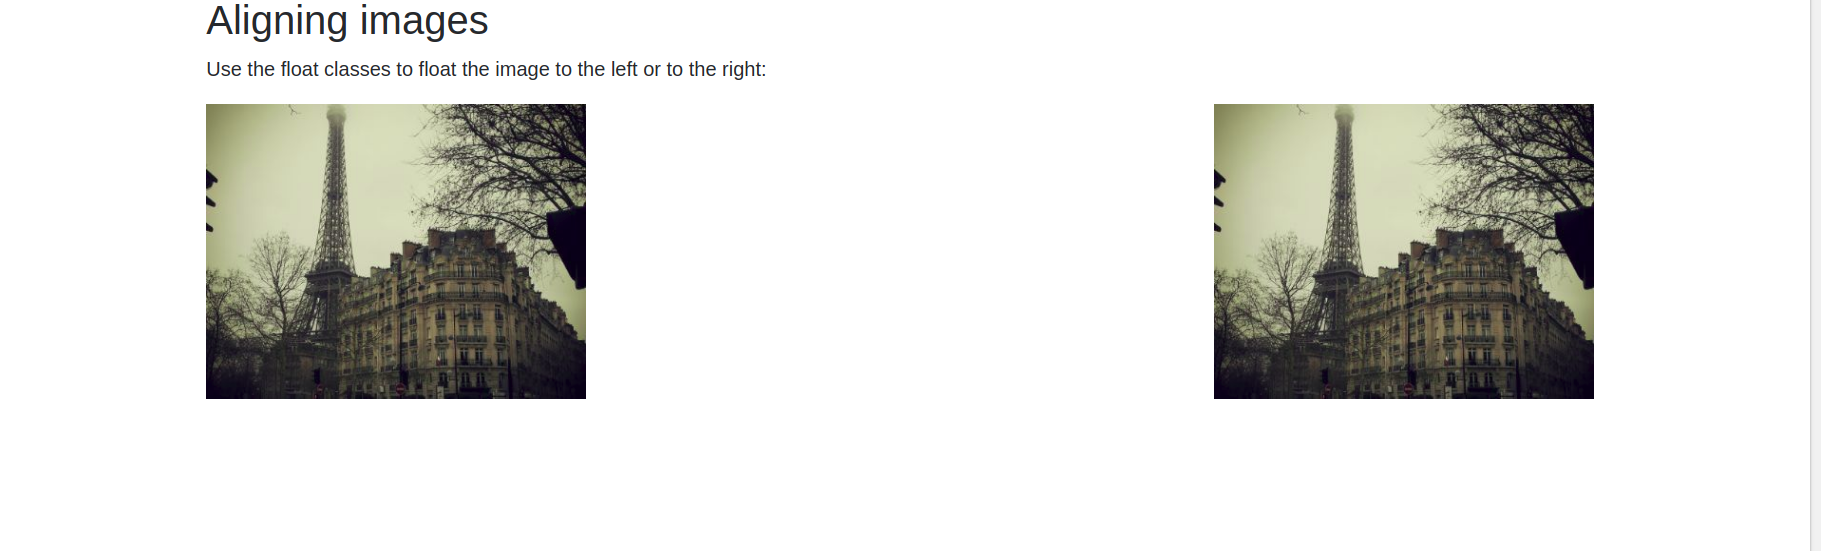 Aligning images
Use the float classes to float the image to the left or to the right: